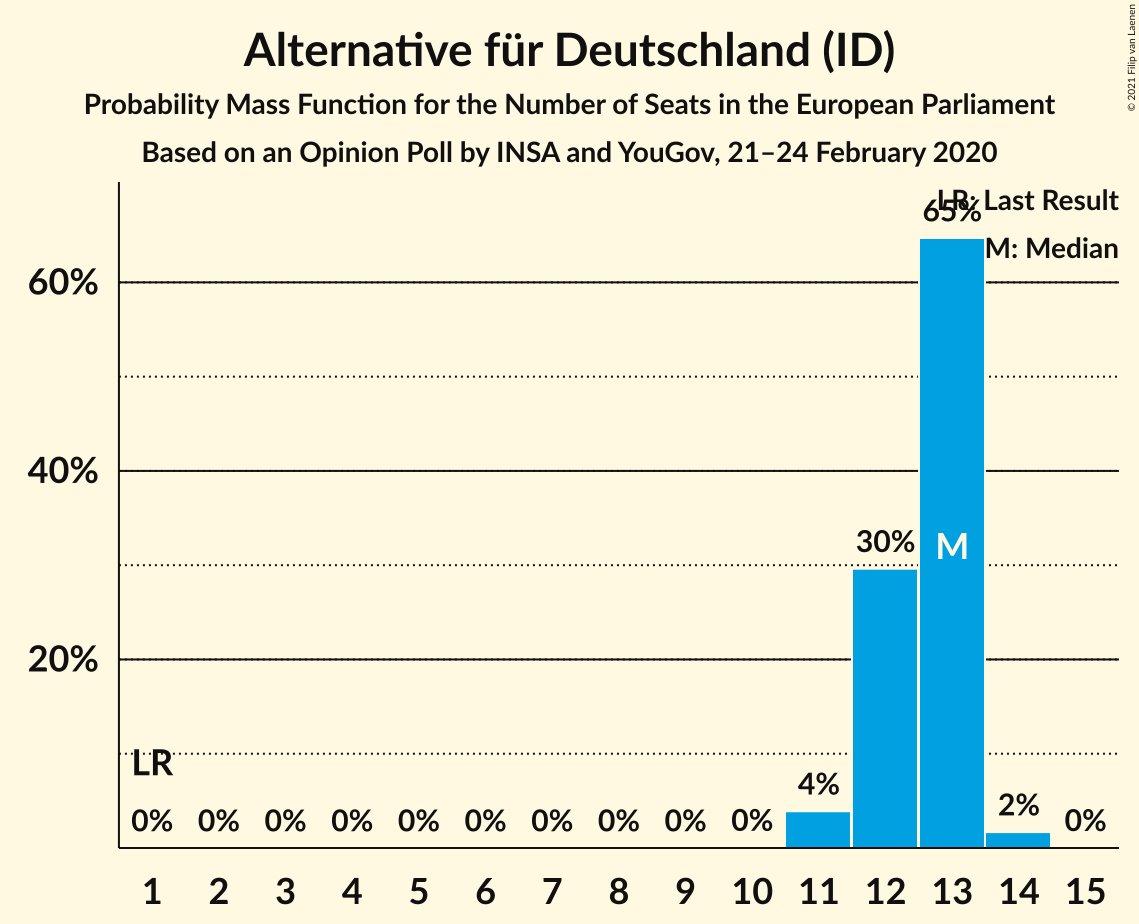 Alternative für Deutschland (ID)
Probability Mass Function for the Number of Seats in the European Parliament
Based on an Opinion Poll by INSA and YouGov, 21–24 February 2020
© 2021 Filip van Laenen
LR: Last Result
65%
M: Median
60%
40%
30%
M
20%
LR
4%
2%
0% 0% 0% 0% 0% 0% 0% 0% 0% 0% 0%
1 2 3 4 5 6 7 8 9 10 11 12 13 14 15